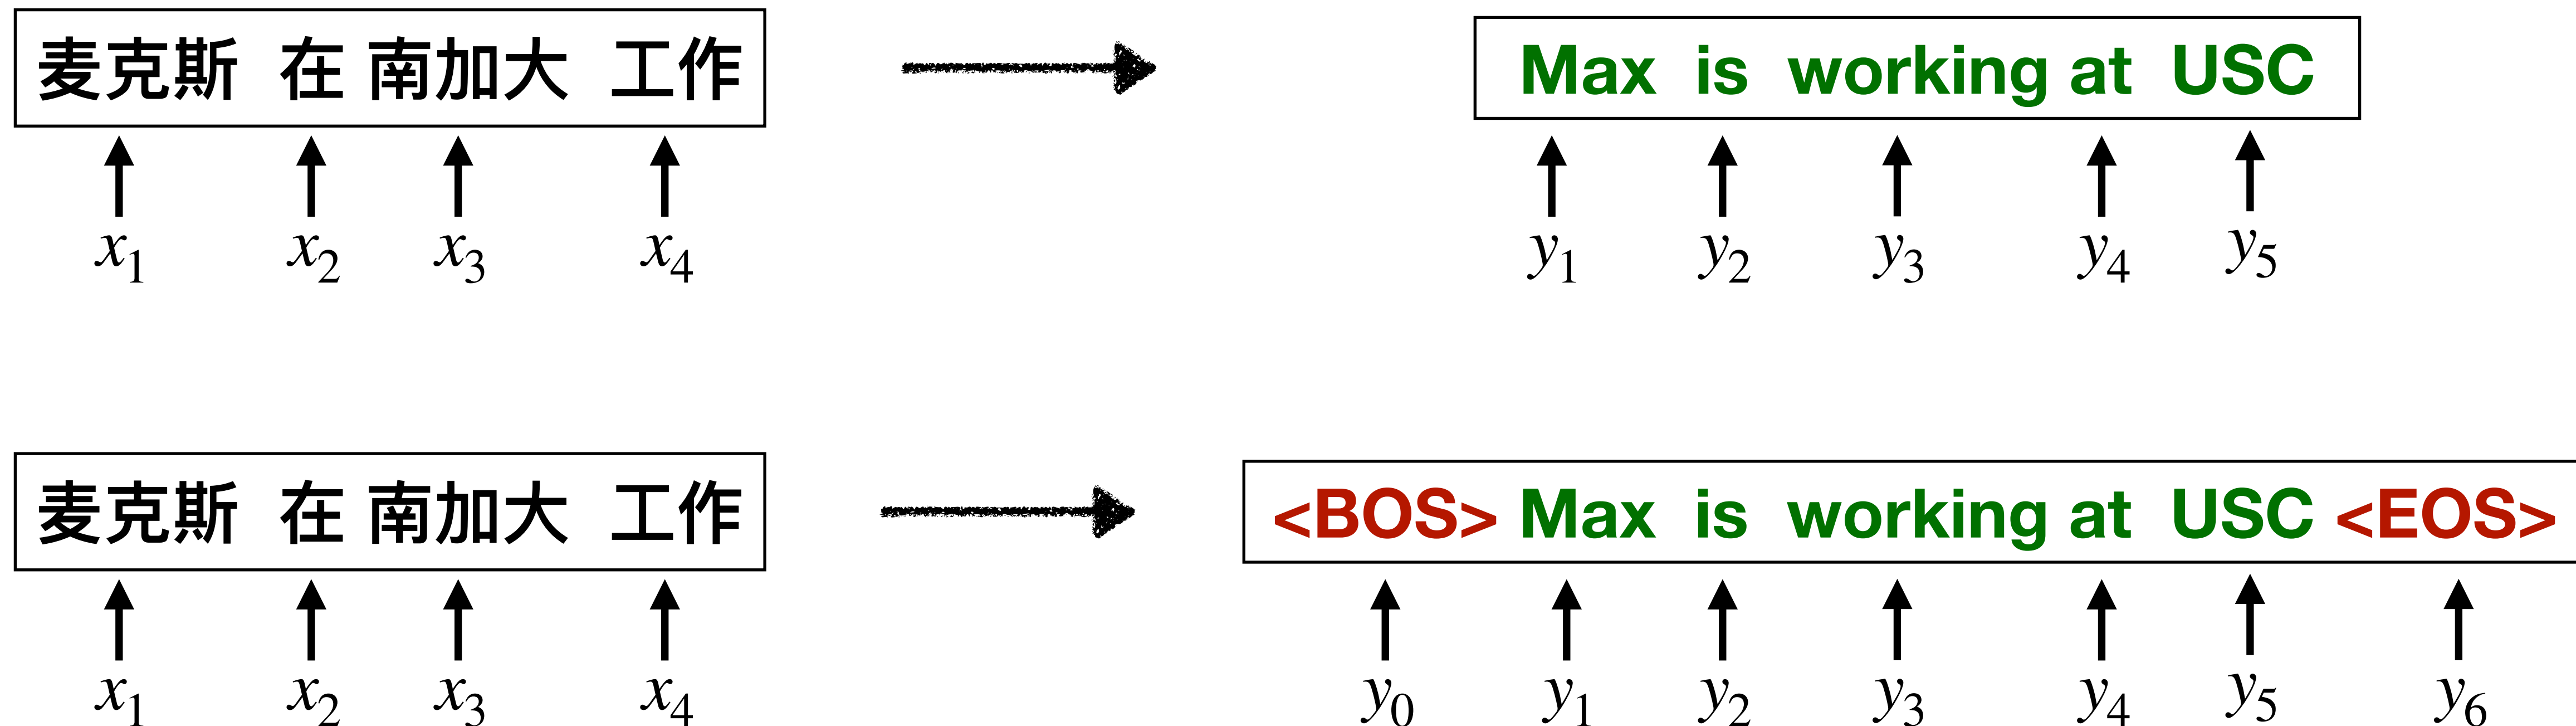 麦克斯 在 南加大 工作 Max is working at USC
x1 x2 x3 x4 y1 y2 y3 y4 y5
麦克斯 在 南加大 工作 <BOS> Max is working at USC <EOS>
x1 x2 x3 x4 y0 y1 y2 y3 y4 y5 y6